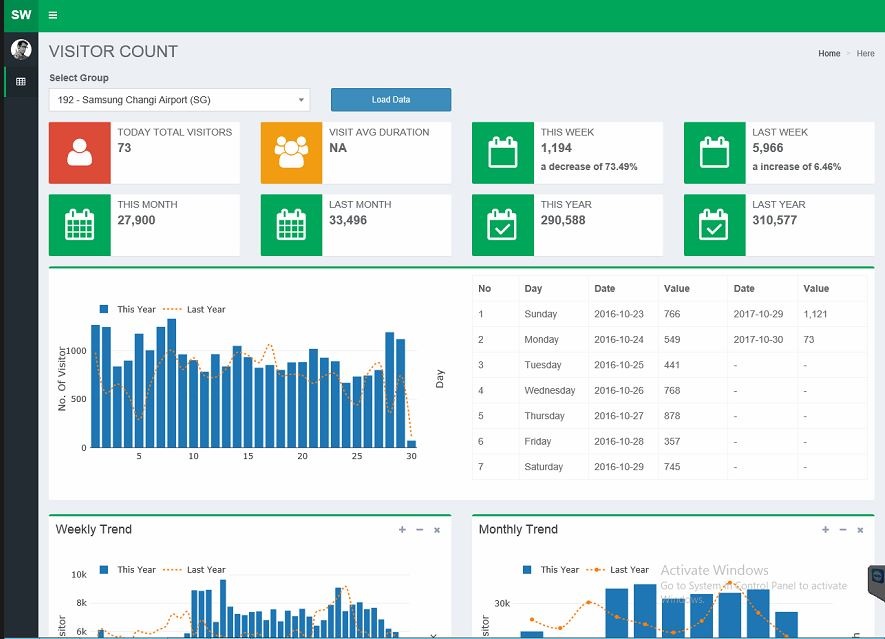 SW
VISITOR COUNT
Home > Here
Select Group
192 - Samsung Changi Airport (SG)
Load Data
TODAY TOTAL VISITORS
73
VISIT AVG DURATION
NA
THIS WEEK
1,194
a decrease of 73.49%
LAST WEEK
5,966
a increase of 6.46%
THIS MONTH
27,900
LAST MONTH
33,496
THIS YEAR
290,588
LAST YEAR
310,577
This Year Last Year
No. Of Visitor
1000
500
0
5 10 15 20 25 30
Day
No Day Date Value Date Value
1 Sunday 2016-10-23 766 2017-10-29 1,121
2 Monday 2016-10-24 549 2017-10-30 73
3 Tuesday 2016-10-25 441 - -
4 Wednesday 2016-10-26 768 - -
5 Thursday 2016-10-27 878 - -
6 Friday 2016-10-28 357 - -
7 Saturday 2016-10-29 745 - -
Weekly Trend
This Year Last Year
10k
8k
6k
sitor
Monthly Trend
This Year Last Year
30k
sitor
Activate Windows
Go to System in Control Panel to activate
Windows.